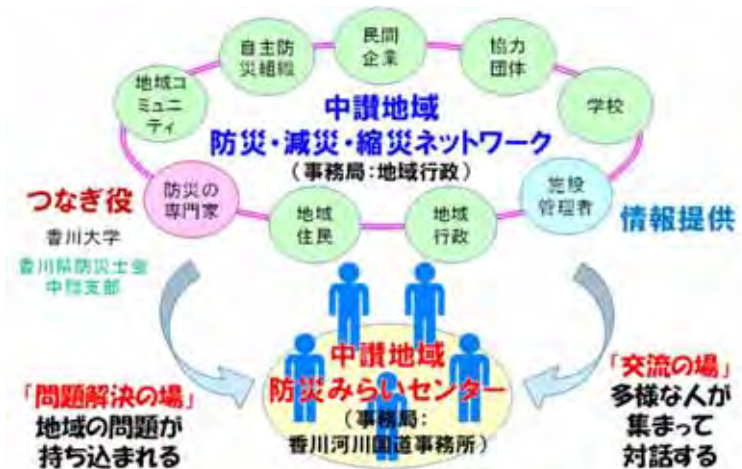 民間
企業
自主防
災組織
協力
団体
地域コ
ミュニ
ティ
学校
中讃地域
防災・減災・縮災ネットワーク
(事務局:地域行政)
つなぎ役
防災の
専門家
施設
管理者
情報提供
地域
住民
地域
行政
香川大学
香川県防災士会
中讃支部
中讃地域
防災みらいセンター
(事務局:
香川河川国道事務所)
「問題解決の場」
地域の問題が
持ち込まれる
「交流の場」
多様な人が
集まって
対話する